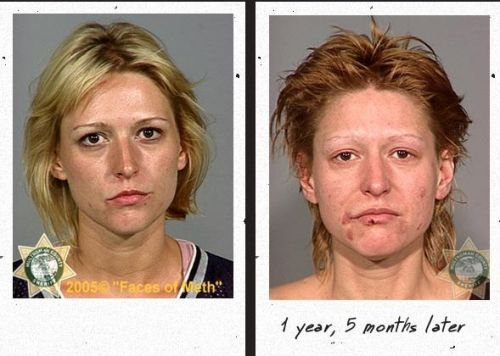 2005© "Faces of Meth"
1 year, 5 months later